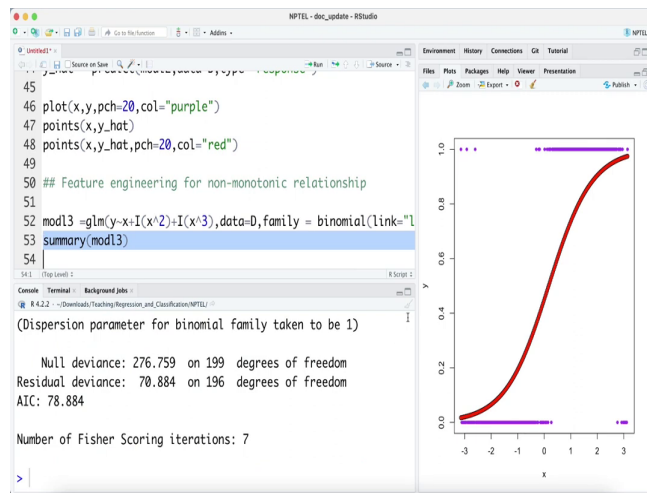 NPTEL - doc_update - RStudio
Go to file/function
Addins
NPTEL
Untitled1*
Source on Save
Run
Source
45
46 plot(x,y,pch=20,col="purple")
47 points(x,y_hat)
48 points(x,y_hat,pch=20,col="red")
49
50 ## Feature engineering for non-monotonic relationship
51
52 modl3 =glm(y~x+I(x^2)+I(x^3),data=D,family = binomial(link="l
53 summary(modl3)
54
54:1 (Top Level)
R Script
Console Terminal Background Jobs
R 4.2.2 · ~/Downloads/Teaching/Regression_and_Classification/NPTEL/
(Dispersion parameter for binomial family taken to be 1)
Null deviance: 276.759 on 199 degrees of freedom
Residual deviance: 70.884 on 196 degrees of freedom
AIC: 78.884
Number of Fisher Scoring iterations: 7
>
Environment History Connections Git Tutorial
Files Plots Packages Help Viewer Presentation
Zoom Export Publish
1.0
0.8
0.6
y
0.4
0.2
0.0
-3 -2 -1 0 1 2 3
x